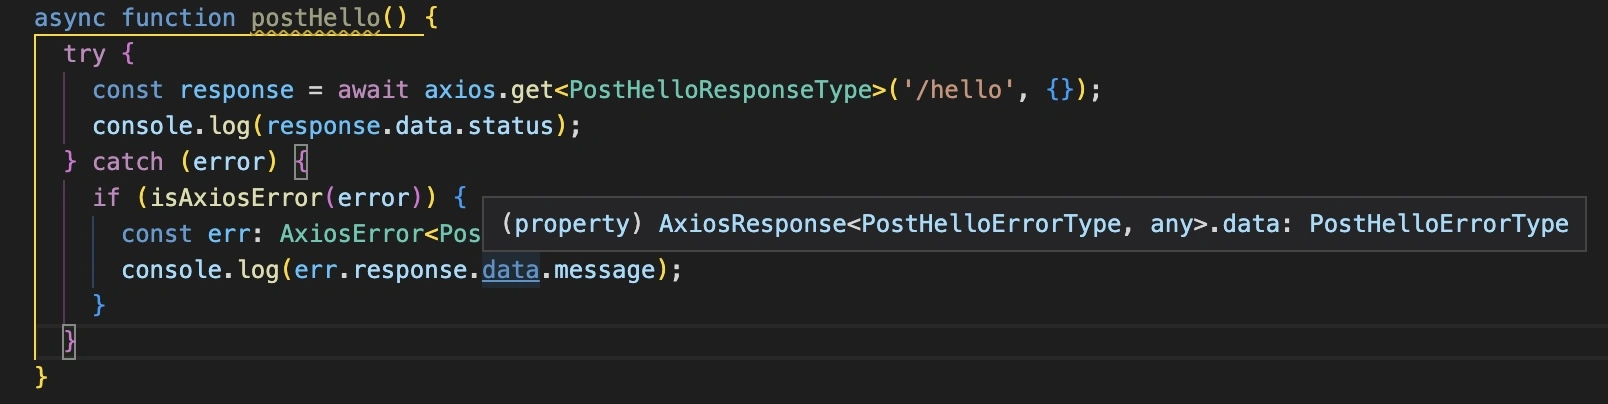 async function postHello() {
try {
const response = await axios.get<PostHelloResponseType>('/hello', {});
console.log(response.data.status);
} catch (error) {
if (isAxiosError(error)) {
(property) AxiosResponse<PostHelloErrorType, any>.data: PostHelloErrorType
const err: AxiosError<Pos
console.log(err.response.data.message);
}
}
}